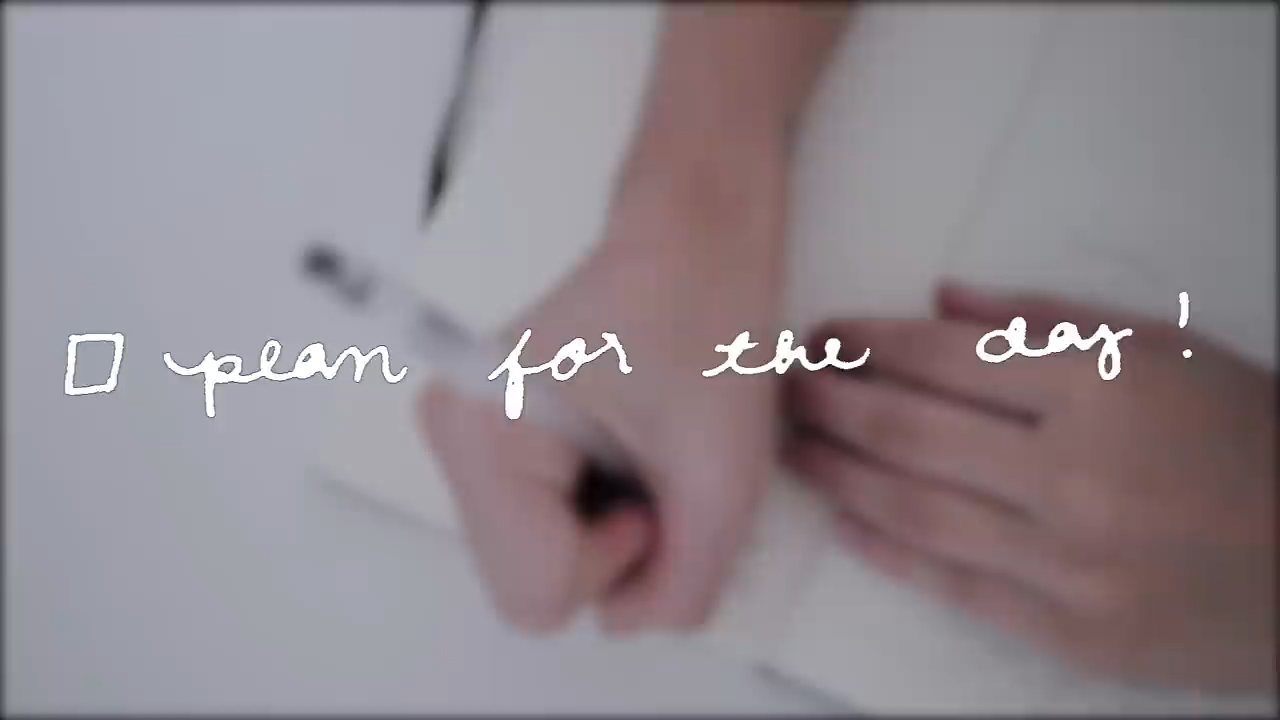 ☐ plan for the day!